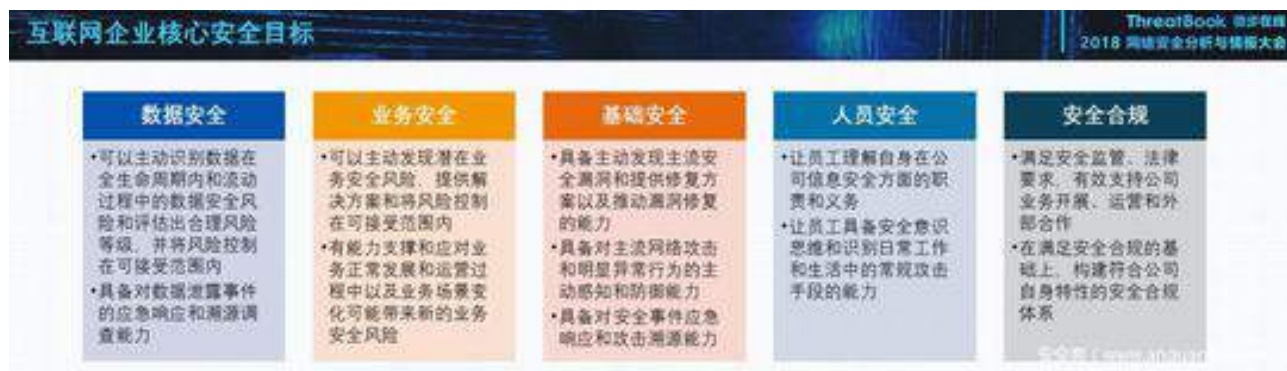 互联网企业核心安全目标
ThreatBook 微步在线
2018 网络安全分析与情报大会
数据安全
•可以主动识别数据在
全生命周期内和流动
过程中的数据安全风
险和评估出合理风险
等级，并将风险控制
在可接受范围内
•具备对数据泄露事件
的应急响应和溯源调
查能力
业务安全
•可以主动发现潜在业
务安全风险，提供解
决方案和将风险控制
在可接受范围内
•有能力支撑和应对业
务正常发展和运营过
程中以及业务场景变
化可能带来新的业务
安全风险
基础安全
•具备主动发现主流安
全漏洞和提供修复方
案以及推动漏洞修复
的能力
•具备对主流网络攻击
和明显异常行为的主
动感知和防御能力
•具备对安全事件应急
响应和攻击溯源能力
人员安全
•让员工理解自身在公
司信息安全方面的职
责和义务
•让员工具备安全意识
思维和识别日常工作
和生活中的常规攻击
手段的能力
安全合规
•满足安全监管、法律
要求，有效支持公司
业务开展、运营和外
部合作
•在满足安全合规的基
础上，构建符合公司
自身特性的安全合规
体系